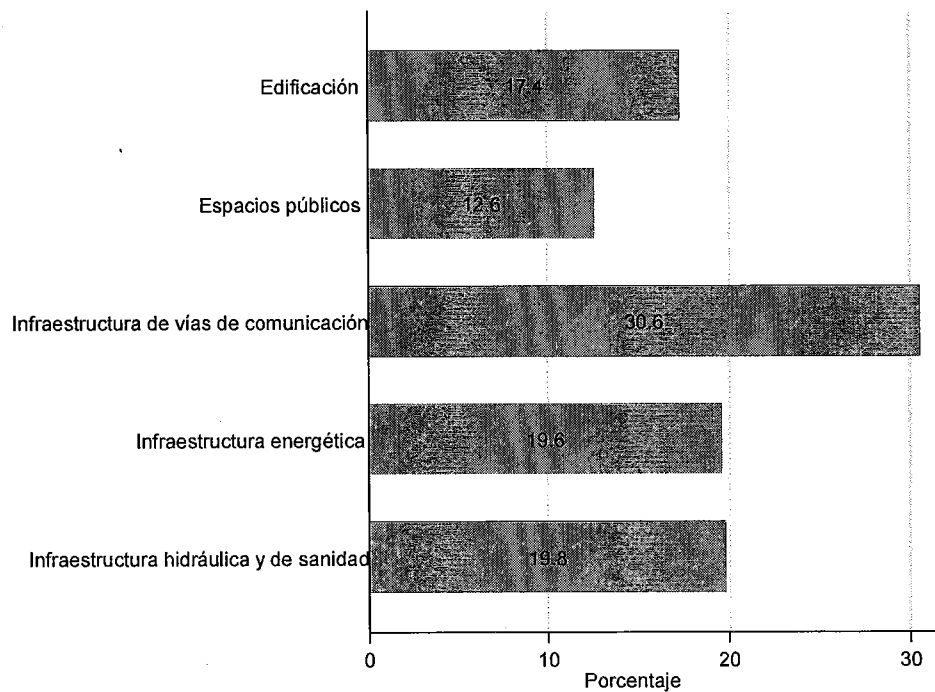 Edificación
17.4
Espacios públicos
12.6
Infraestructura de vías de comunicación
30.6
Infraestructura energética
19.6
Infraestructura hidráulica y de sanidad
19.8
0 10 20 30
Porcentaje